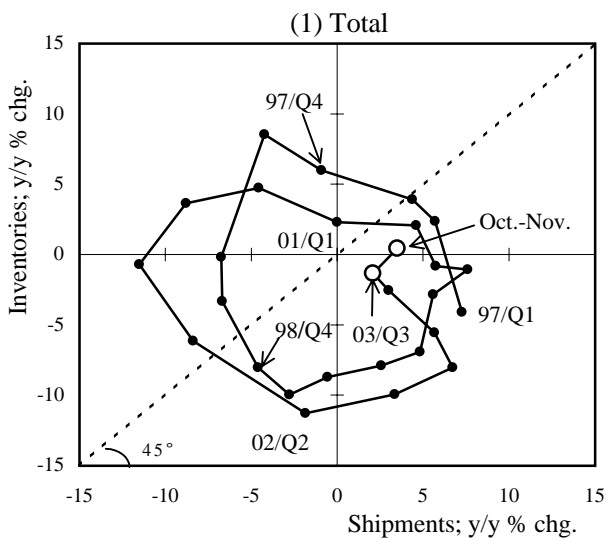 (1) Total
Inventories; y/y % chg.
15
10
5
0
-5
-10
-15
97/Q4
Oct.-Nov.
01/Q1
97/Q1
98/Q4
03/Q3
02/Q2
45°
-15
-10
-5
0
5
10
15
Shipments; y/y % chg.